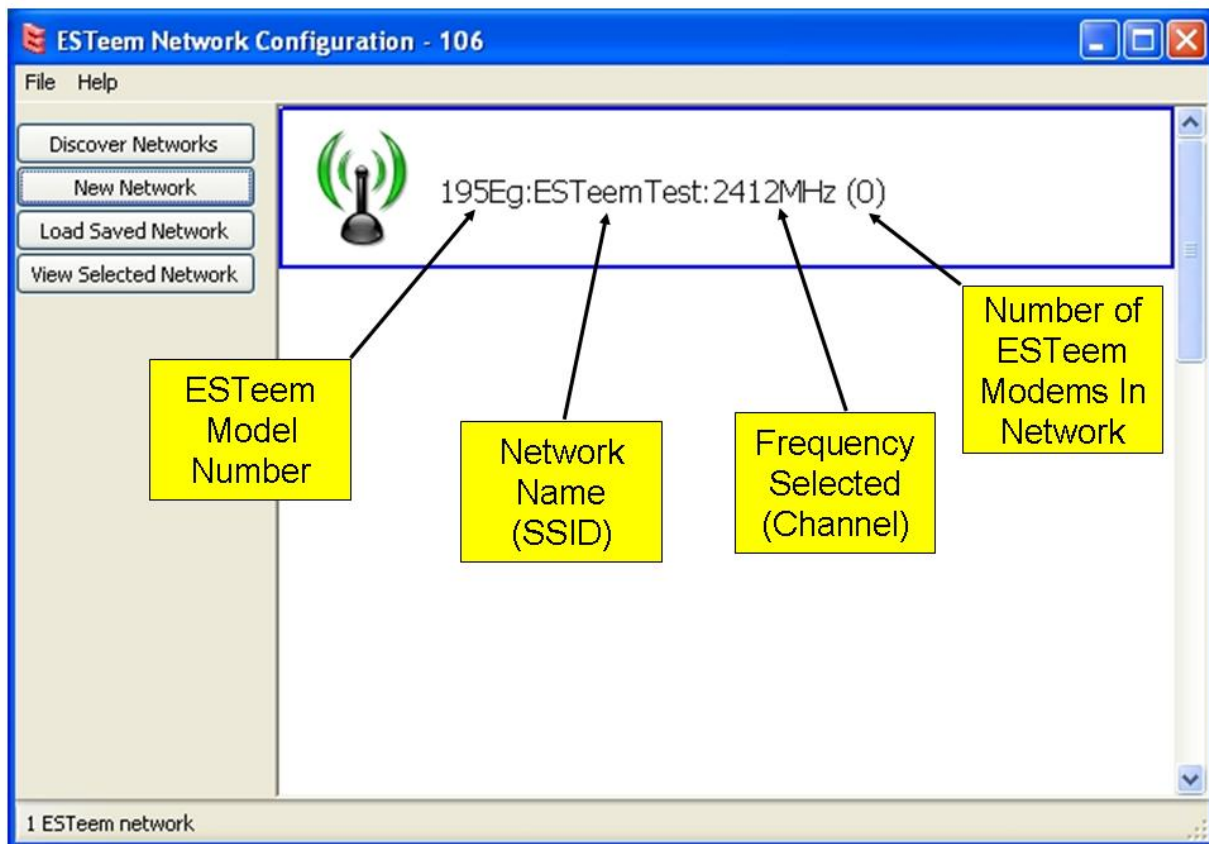 ESTeem Network Configuration - 106
File Help
Discover Networks
New Network
Load Saved Network
View Selected Network
195Eg:ESTeemTest:2412MHz (0)
ESTeem
Model
Number
Network
Name
(SSID)
Frequency
Selected
(Channel)
Number of
ESTeem
Modems In
Network
1 ESTeem network